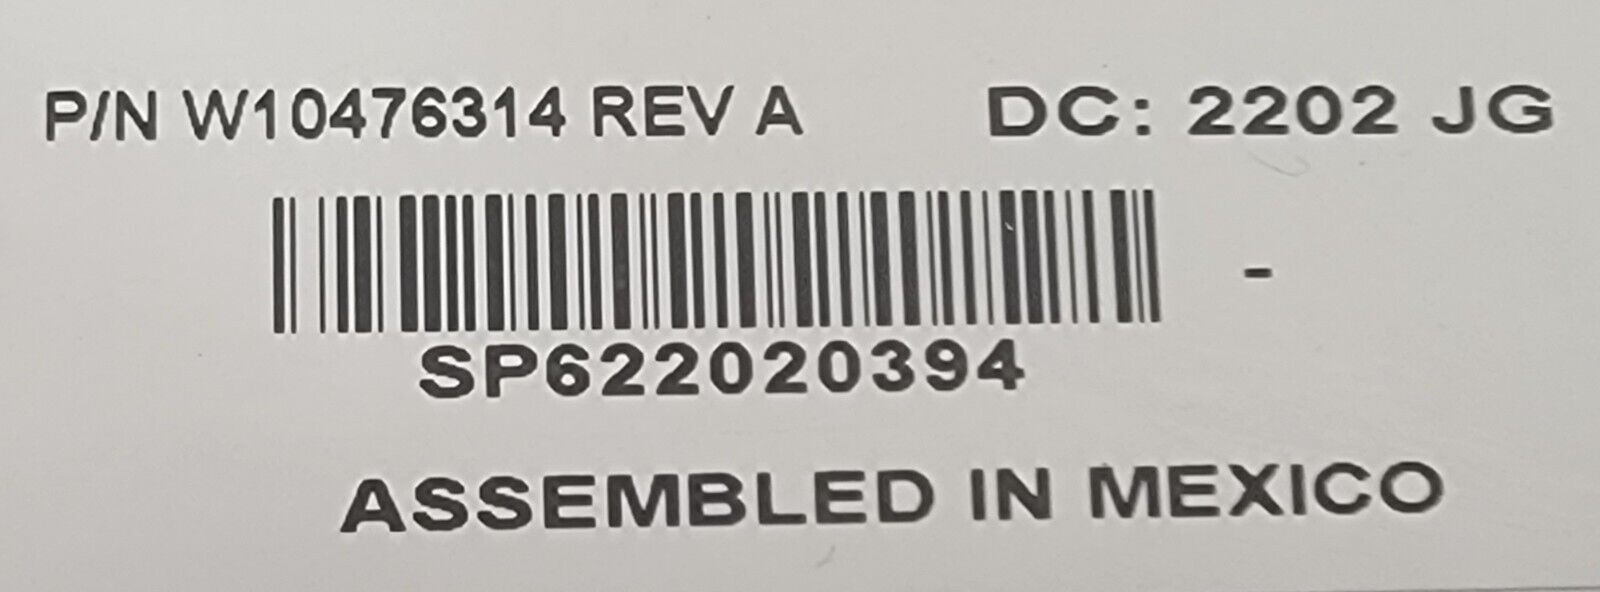 P/N W10476314 REV A DC: 2202 JG
-
SP622020394
ASSEMBLED IN MEXICO